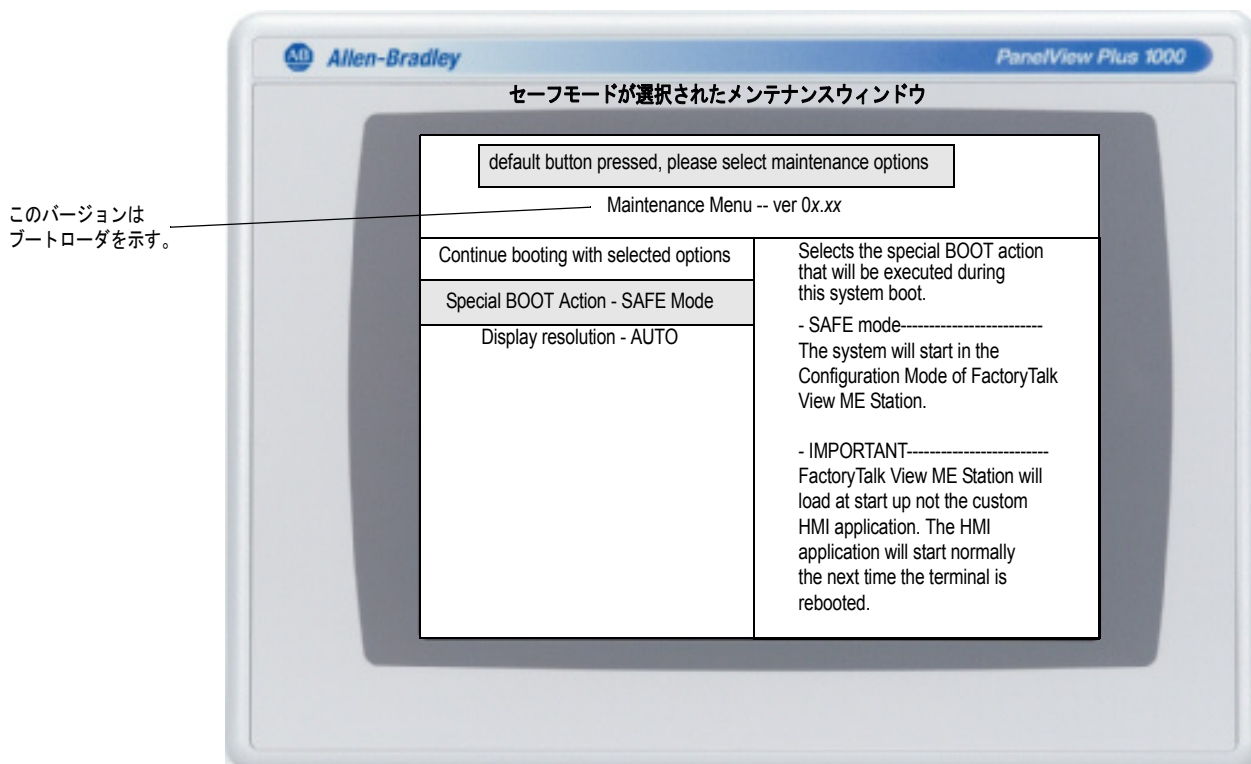 Allen-Bradley
PanelView Plus 1000
セーフモードが選択されたメンテナンスウィンドウ
default button pressed, please select maintenance options
Maintenance Menu -- ver 0x.xx
このバージョンは
ブートローダを示す。
Continue booting with selected options
Special BOOT Action - SAFE Mode
Display resolution - AUTO
Selects the special BOOT action
that will be executed during
this system boot.
- SAFE mode-------------------------
The system will start in the
Configuration Mode of FactoryTalk
View ME Station.
- IMPORTANT-------------------------
FactoryTalk View ME Station will
load at start up not the custom
HMI application. The HMI
application will start normally
the next time the terminal is
rebooted.